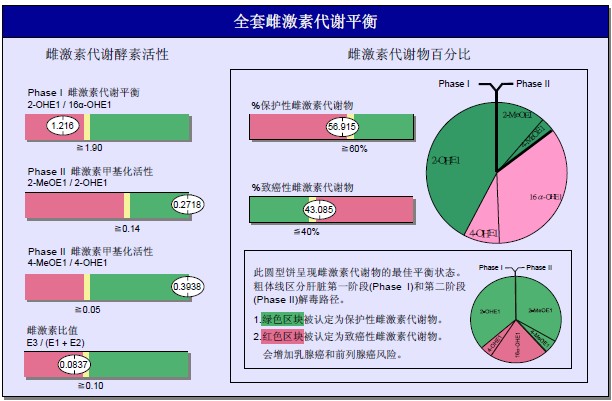 全套雌激素代谢平衡
雌激素代谢酵素活性
Phase I 雌激素代谢平衡
2-OHE1 / 16α-OHE1
1.216
≧1.90
Phase II 雌激素甲基化活性
2-MeOE1 / 2-OHE1
0.2718
≧0.14
Phase II 雌激素甲基化活性
4-MeOE1 / 4-OHE1
0.3938
≧0.05
雌激素比值
E3 / (E1 + E2)
0.0837
≧0.10
雌激素代谢物百分比
%保护性雌激素代谢物
56.915
≧60%
%致癌性雌激素代谢物
43.085
≦40%
Phase I
Phase II
2-MeOE1
4-MeOE1
2-OHE1
16α-OHE1
4-OHE1
此圆型饼呈现雌激素代谢物的最佳平衡状态。
粗体线区分肝脏第一阶段(Phase I)和第二阶段
(Phase II)解毒路径。
1.绿色区块被认定为保护性雌激素代谢物。
2.红色区块被认定为致癌性雌激素代谢物。
会增加乳腺癌和前列腺癌风险。
Phase I
Phase II
2-OHE1
2-MeOE1
4-MeOE1
4-OHE1
16α-OHE1